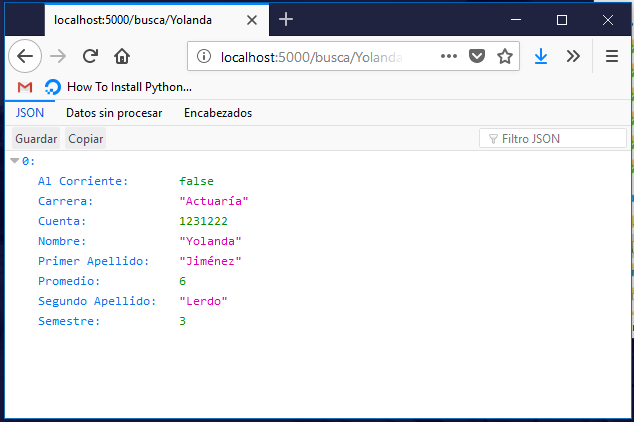 localhost:5000/busca/Yolanda
localhost:5000/busca/Yolanda
How To Install Python...
JSON Datos sin procesar Encabezados
Guardar Copiar Filtro JSON
0:
Al Corriente: false
Carrera: "Actuaría"
Cuenta: 1231222
Nombre: "Yolanda"
Primer Apellido: "Jiménez"
Promedio: 6
Segundo Apellido: "Lerdo"
Semestre: 3